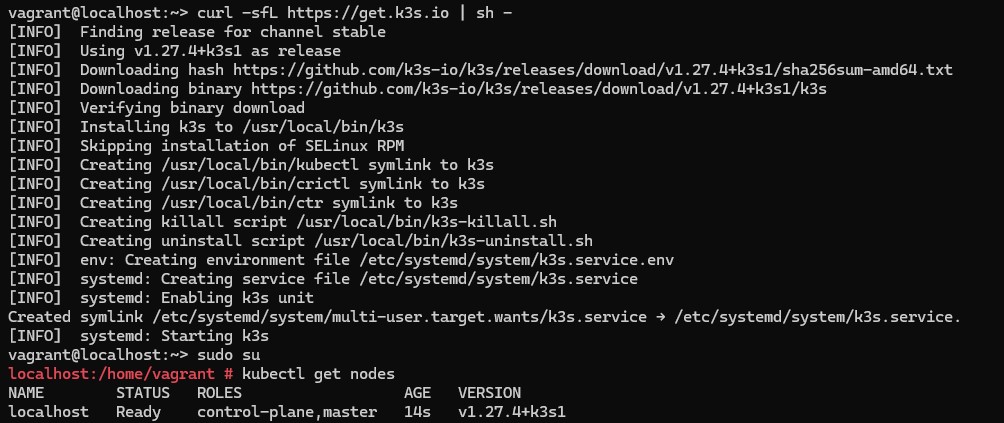 vagrant@localhost:~> curl -sfL https://get.k3s.io | sh -
[INFO]  Finding release for channel stable
[INFO]  Using v1.27.4+k3s1 as release
[INFO]  Downloading hash https://github.com/k3s-io/k3s/releases/download/v1.27.4+k3s1/sha256sum-amd64.txt
[INFO]  Downloading binary https://github.com/k3s-io/k3s/releases/download/v1.27.4+k3s1/k3s
[INFO]  Verifying binary download
[INFO]  Installing k3s to /usr/local/bin/k3s
[INFO]  Skipping installation of SELinux RPM
[INFO]  Creating /usr/local/bin/kubectl symlink to k3s
[INFO]  Creating /usr/local/bin/crictl symlink to k3s
[INFO]  Creating /usr/local/bin/ctr symlink to k3s
[INFO]  Creating killall script /usr/local/bin/k3s-killall.sh
[INFO]  Creating uninstall script /usr/local/bin/k3s-uninstall.sh
[INFO]  env: Creating environment file /etc/systemd/system/k3s.service.env
[INFO]  systemd: Creating service file /etc/systemd/system/k3s.service
[INFO]  systemd: Enabling k3s unit
Created symlink /etc/systemd/system/multi-user.target.wants/k3s.service → /etc/systemd/system/k3s.service.
[INFO]  systemd: Starting k3s
vagrant@localhost:~> sudo su
localhost:/home/vagrant # kubectl get nodes
NAME        STATUS   ROLES                  AGE   VERSION
localhost   Ready    control-plane,master   14s   v1.27.4+k3s1